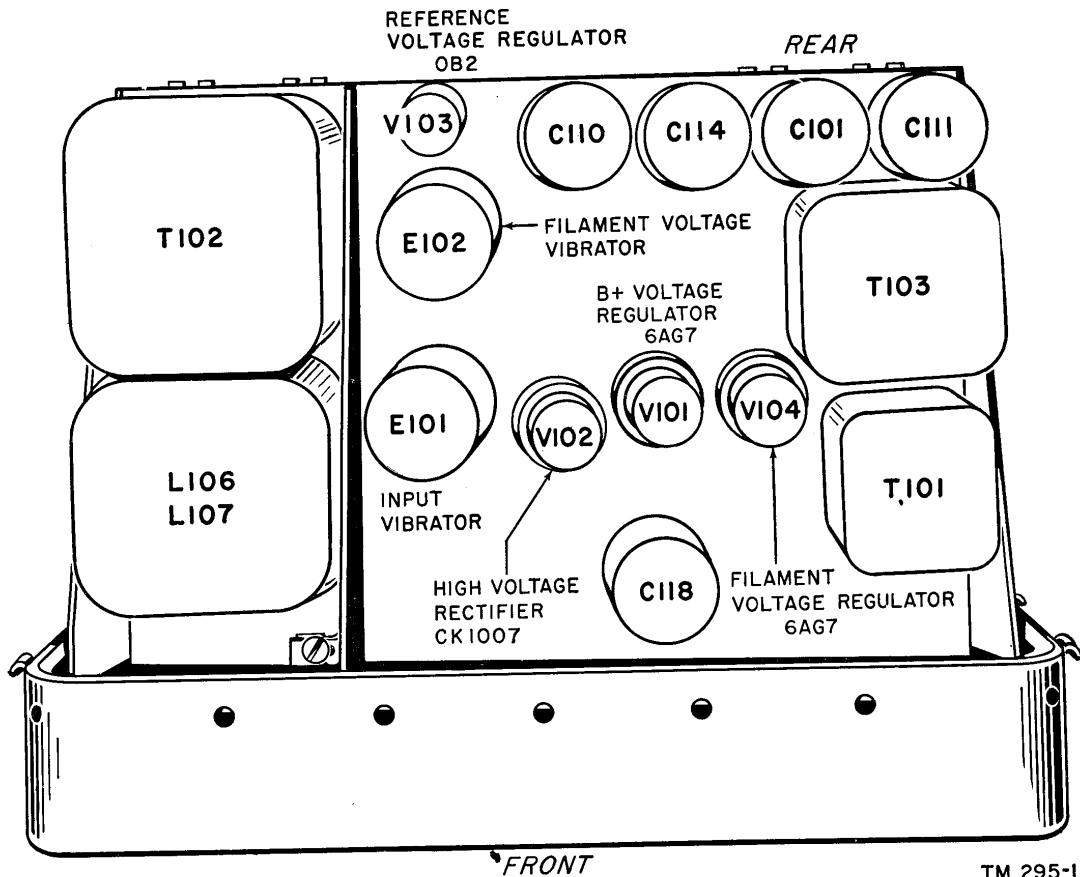 REFERENCE
VOLTAGE REGULATOR
OB2
REAR
V103
C110
C114
C101
C111
T102
E102
FILAMENT VOLTAGE
VIBRATOR
T103
B+ VOLTAGE
REGULATOR
6AG7
E101
V102
V101
V104
L106
L107
INPUT
VIBRATOR
T101
HIGH VOLTAGE
RECTIFIER
CK1007
C118
FILAMENT
VOLTAGE REGULATOR
6AG7
FRONT
TM 295-1